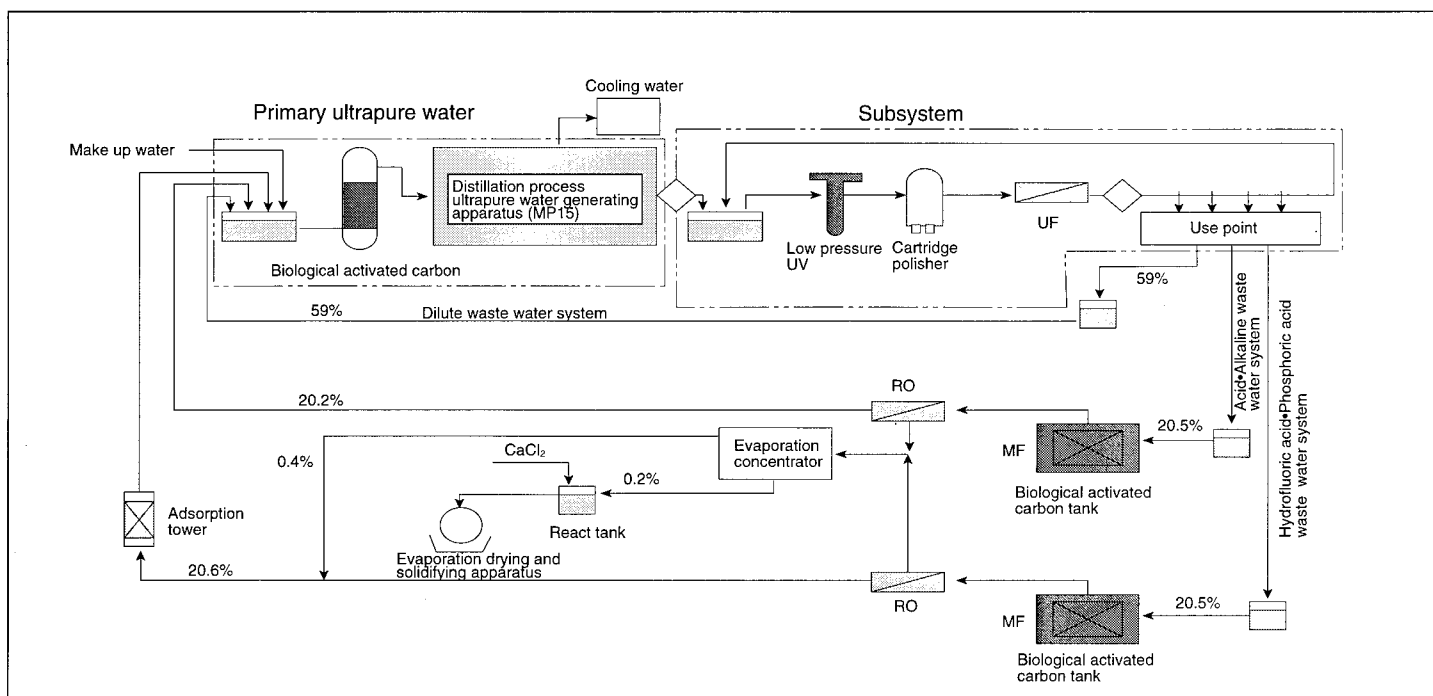 Cooling water
Primary ultrapure water
Subsystem
Make up water
Distillation process
ultrapure water generating
apparatus (MP15)
Biological activated carbon
Low pressure
UV
Cartridge
polisher
UF
Use point
59%
Dilute waste water system
59%
Acid•Alkaline waste
water system
Hydrofluoric acid•Phosphoric acid
waste water system
20.2%
RO
MF
20.5%
Biological activated
carbon tank
0.4%
CaCl₂
Evaporation
concentrator
0.2%
React tank
Evaporation drying and
solidifying apparatus
Adsorption
tower
20.6%
RO
MF
20.5%
Biological activated
carbon tank